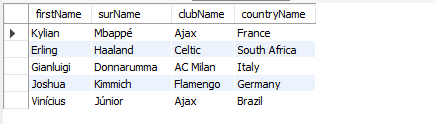 firstName surName clubName countryName
Kylian Mbappé Ajax France
Erling Haaland Celtic South Africa
Gianluigi Donnarumma AC Milan Italy
Joshua Kimmich Flamengo Germany
Vinícius Júnior Ajax Brazil